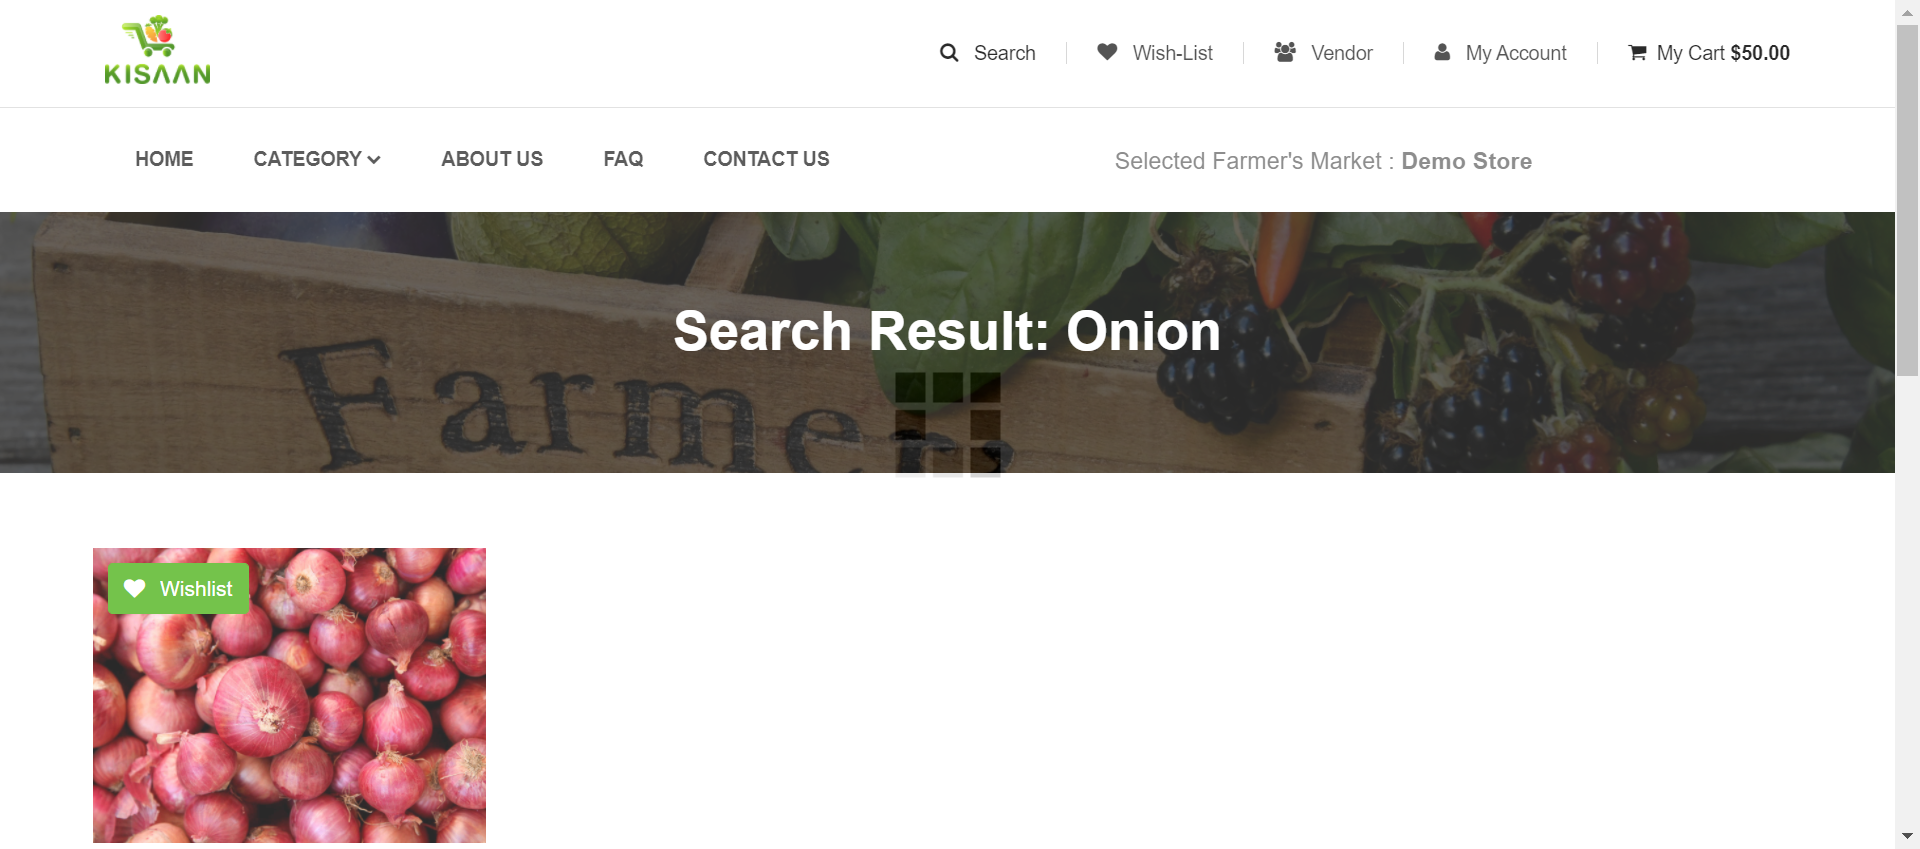 KISAAN
Search
Wish-List
Vendor
My Account
My Cart $50.00
HOME
CATEGORY
ABOUT US
FAQ
CONTACT US
Selected Farmer's Market : Demo Store
Search Result: Onion
Farmers
Wishlist